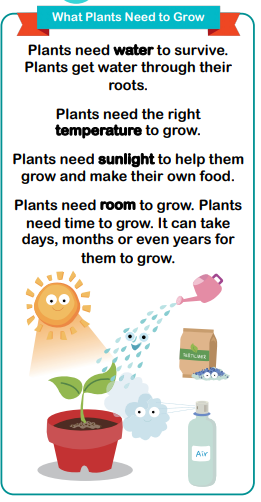 What Plants Need to Grow
Plants need water to survive.
Plants get water through their
roots.
Plants need the right
temperature to grow.
Plants need sunlight to help them
grow and make their own food.
Plants need room to grow. Plants
need time to grow. It can take
days, months or even years for
them to grow.
FERTILISER
Air